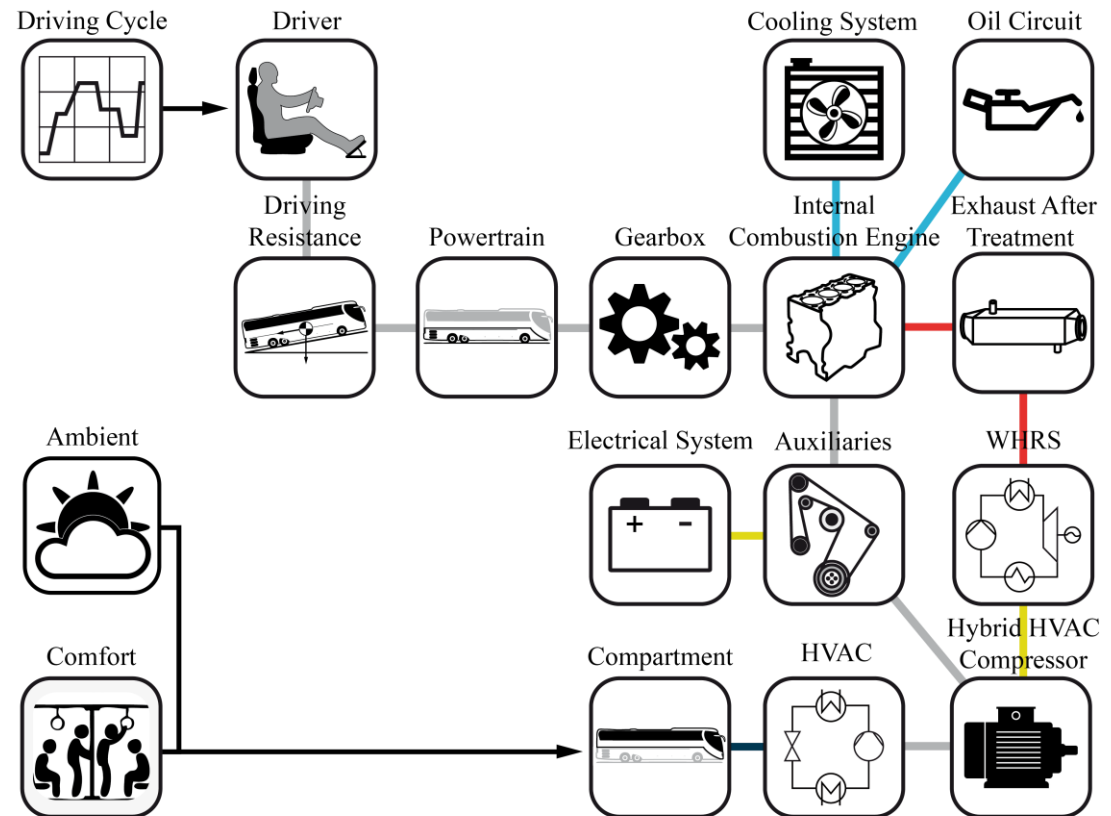 Driving Cycle
Driver
Cooling System
Oil Circuit
Driving
Resistance
Powertrain
Gearbox
Internal
Combustion Engine
Exhaust After
Treatment
Ambient
Electrical System
+ -
Auxiliaries
WHRS
Comfort
Compartment
HVAC
Hybrid HVAC
Compressor